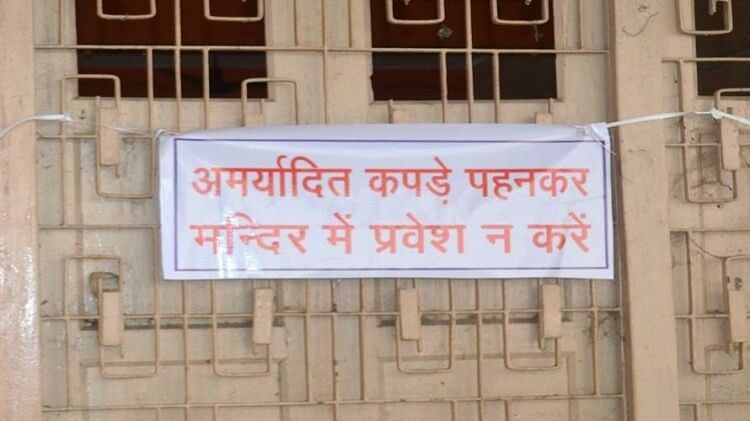 अमर्यादित कपड़े पहनकर
मन्दिर में प्रवेश न करें